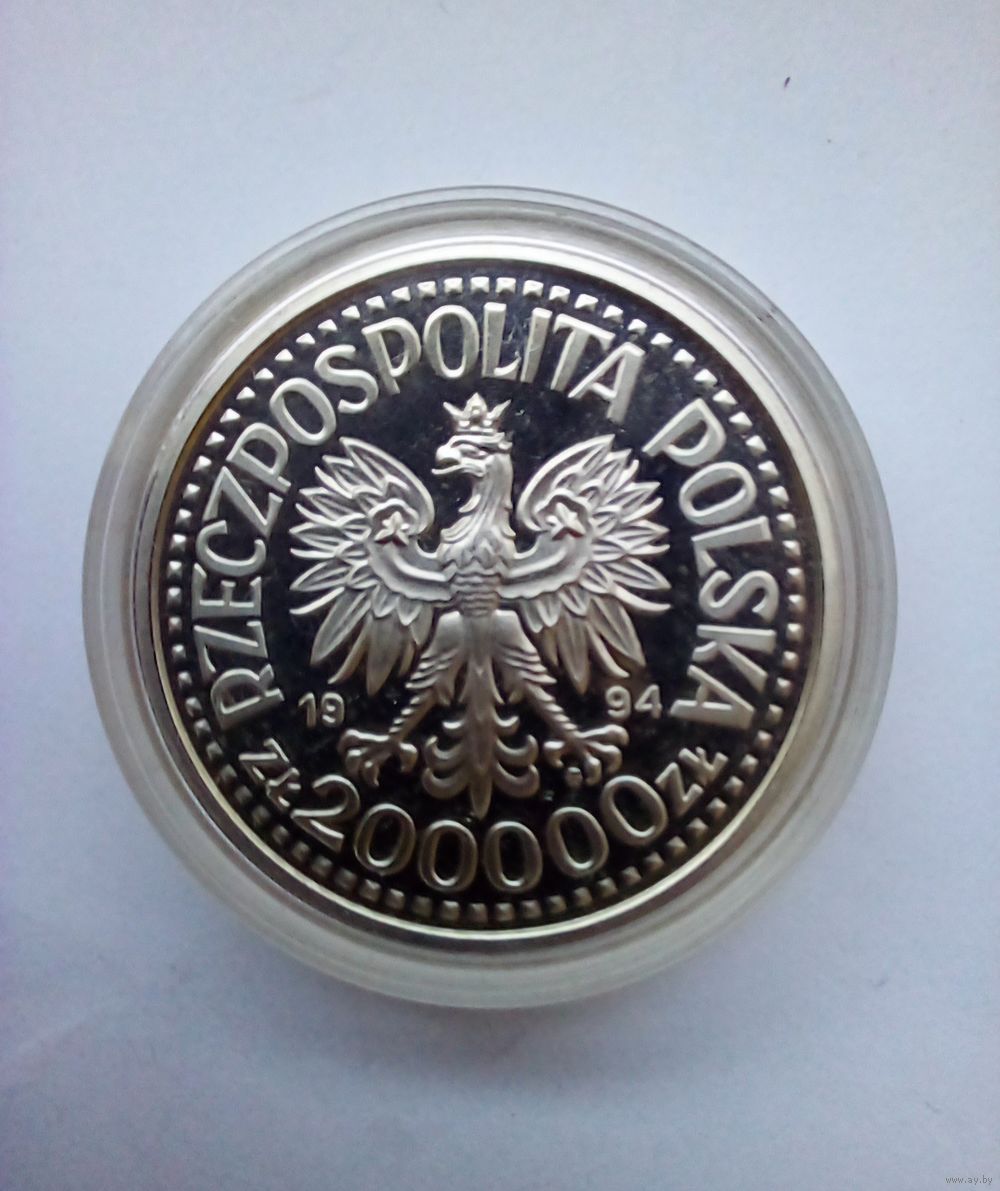 RZECZPOSPOLITA POLSKA
19 94
ZŁ 200000 ZŁ
www.ay.by